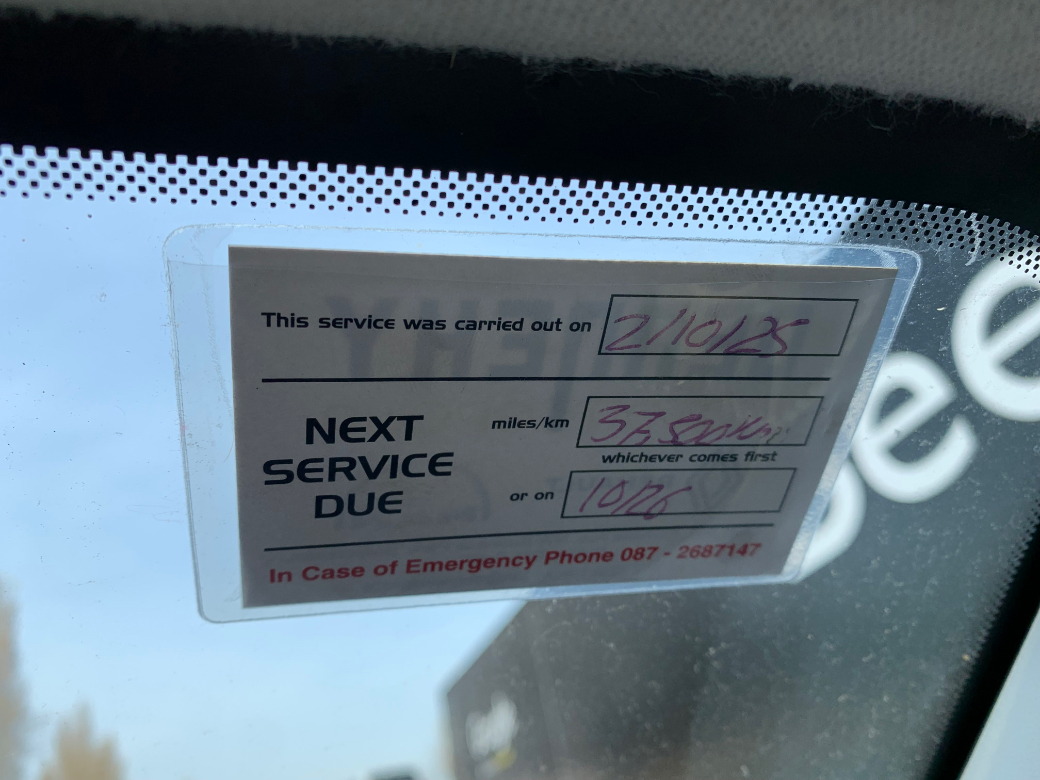 This service was carried out on 2/10/25
NEXT SERVICE DUE
miles/km 37,500Km
whichever comes first
or on 10/26
In Case of Emergency Phone 087 - 2687147